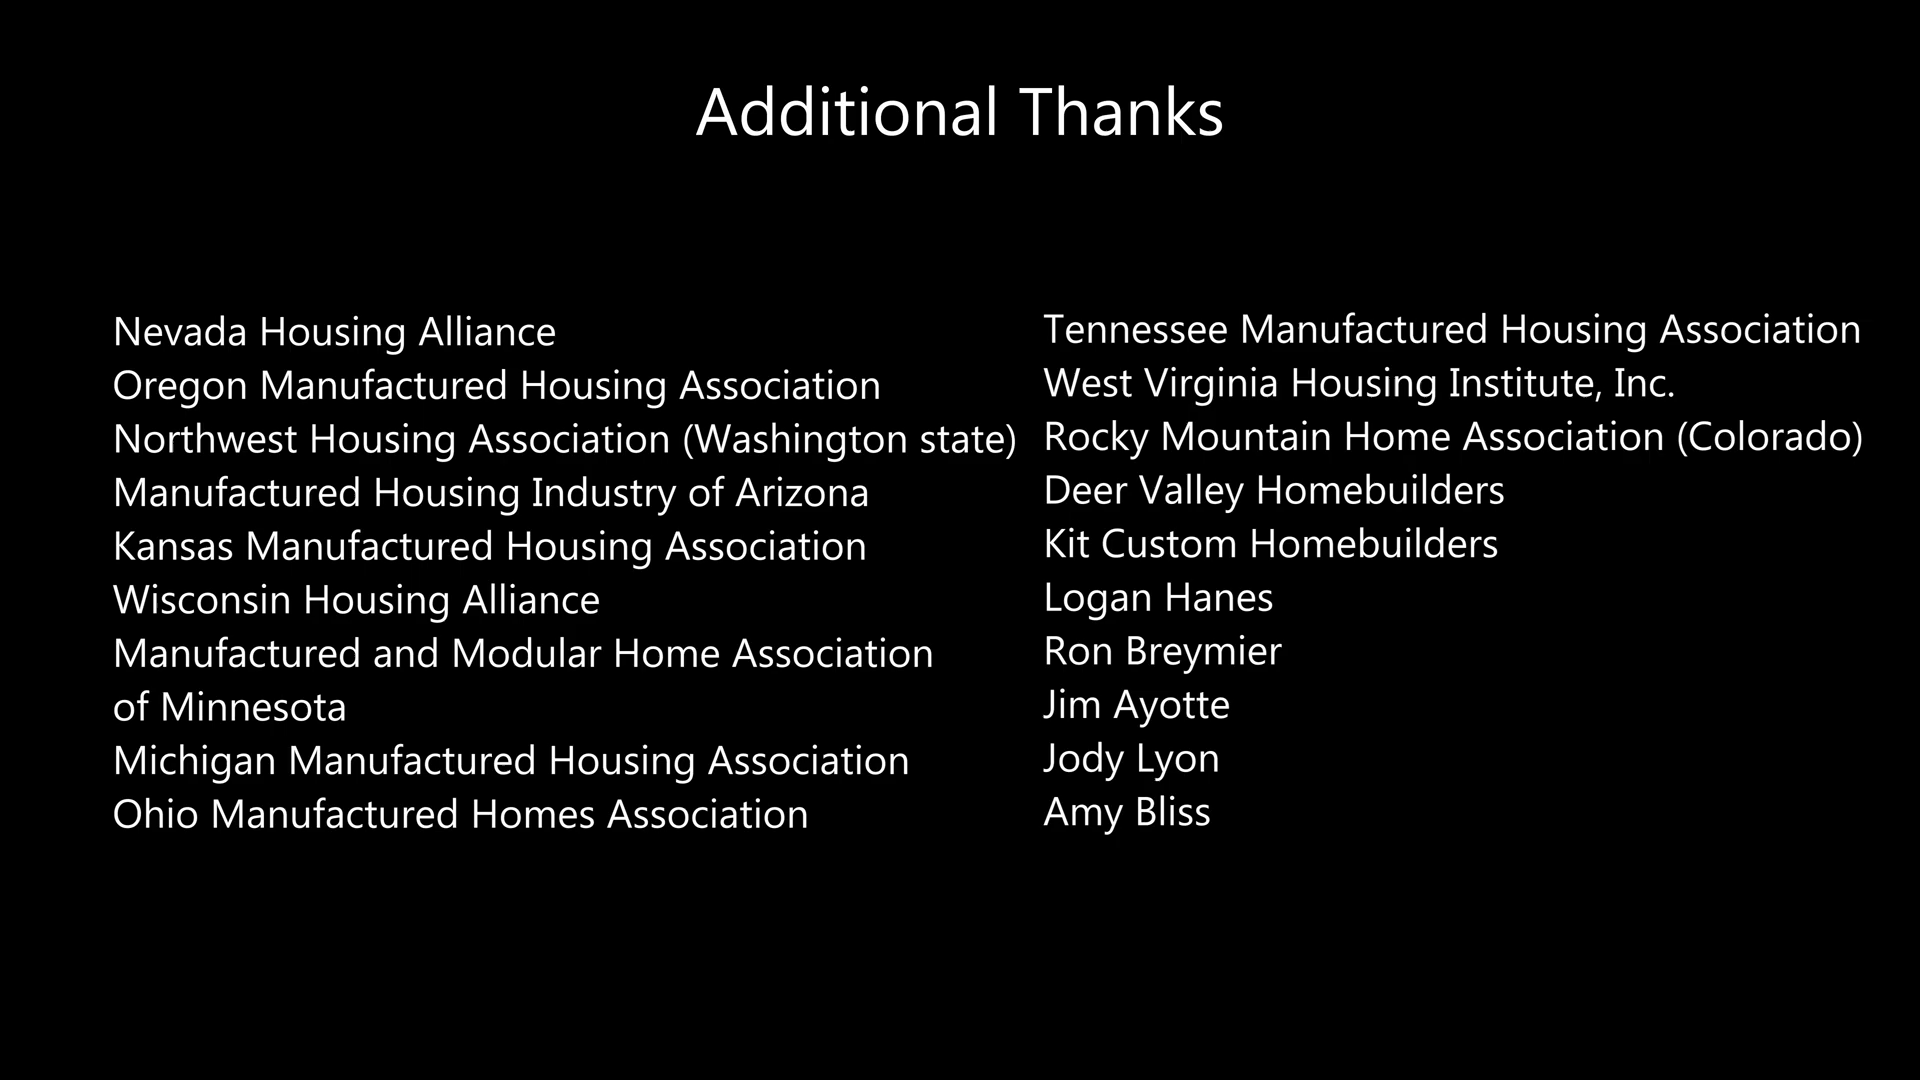 Additional Thanks
Nevada Housing Alliance
Oregon Manufactured Housing Association
Northwest Housing Association (Washington state)
Manufactured Housing Industry of Arizona
Kansas Manufactured Housing Association
Wisconsin Housing Alliance
Manufactured and Modular Home Association
of Minnesota
Michigan Manufactured Housing Association
Ohio Manufactured Homes Association
Tennessee Manufactured Housing Association
West Virginia Housing Institute, Inc.
Rocky Mountain Home Association (Colorado)
Deer Valley Homebuilders
Kit Custom Homebuilders
Logan Hanes
Ron Breymier
Jim Ayotte
Jody Lyon
Amy Bliss